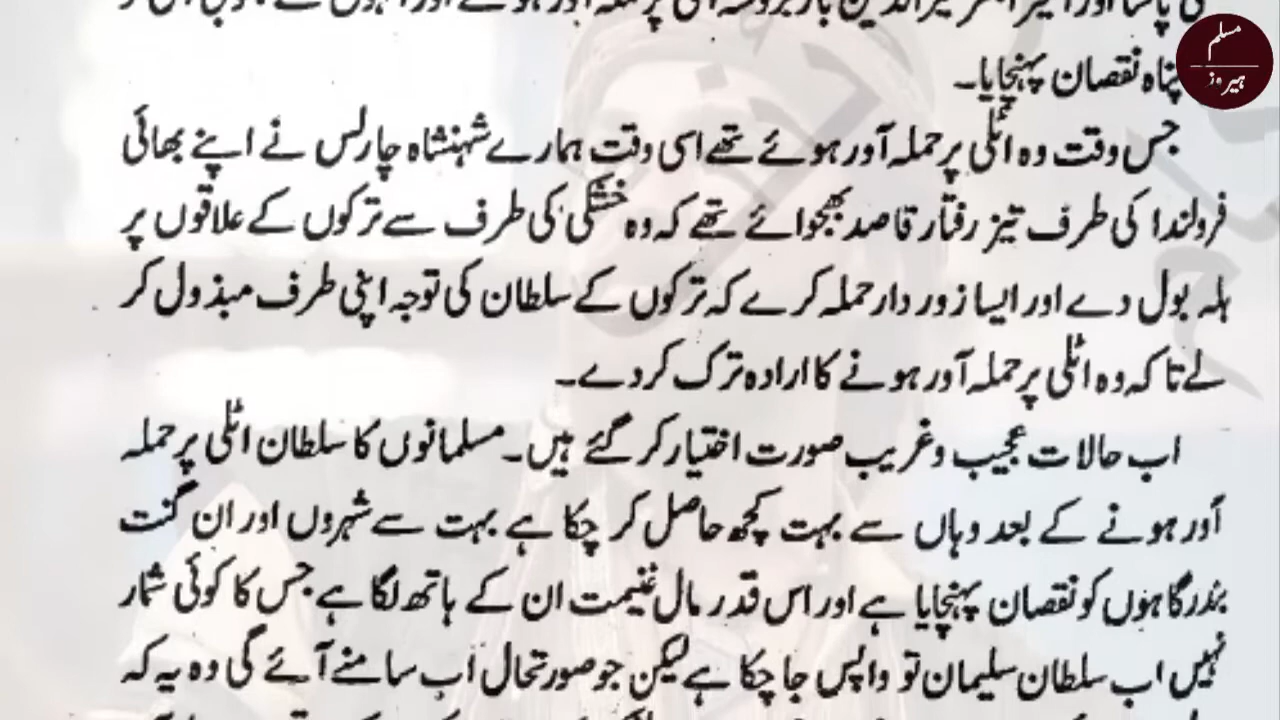 پناہ نقصان پہنچایا۔
مسلم
ہیروز
جس وقت وہ اٹلی پر حملہ آور ہوئے تھے اسی وقت ہمارے شہنشاہ چارلس نے اپنے بھائی
فرولندا کی طرف تیز رفتار قاصد بھجوائے تھے کہ وہ خشکی کی طرف سے ترکوں کے علاقوں پر
ہلہ بول دے اور ایسا زور دار حملہ کرے کہ ترکوں کے سلطان کی توجہ اپنی طرف مبذول کر
لے تا کہ وہ اٹلی پر حملہ آور ہونے کا ارادہ ترک کر دے۔
اب حالات عجیب و غریب صورت اختیار کر گئے ہیں۔ مسلمانوں کا سلطان اٹلی پر حملہ
آور ہونے کے بعد وہاں سے بہت کچھ حاصل کر چکا ہے بہت سے شہروں اور ان گنت
بندرگاہوں کو نقصان پہنچایا ہے اور اس قدر مال غنیمت ان کے ہاتھ لگا ہے جس کا کوئی شمار
نہیں اب سلطان سلیمان تو واپس جا چکا ہے لیکن جو صورتحال اب سامنے آئے گی وہ یہ کہ